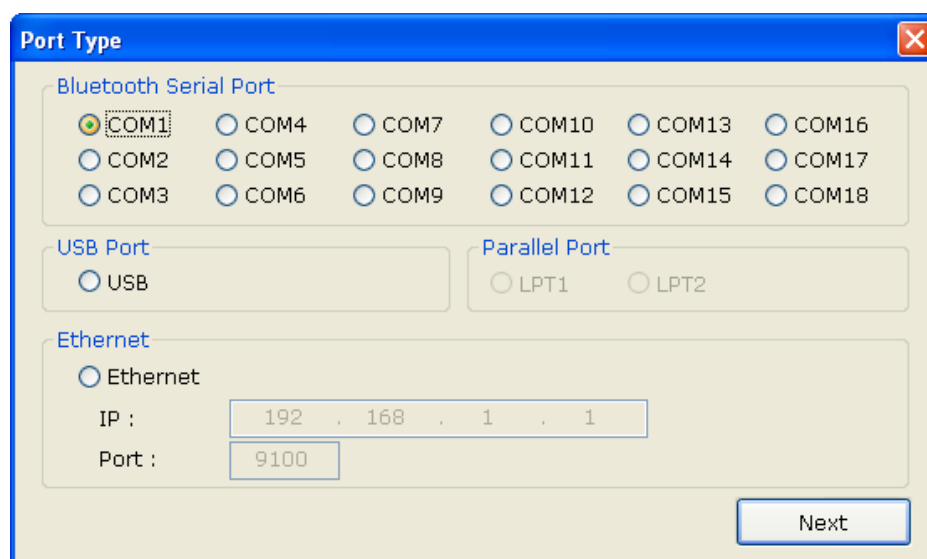 Port Type
Bluetooth Serial Port
COM1 COM4 COM7 COM10 COM13 COM16
COM2 COM5 COM8 COM11 COM14 COM17
COM3 COM6 COM9 COM12 COM15 COM18
USB Port Parallel Port
USB LPT1 LPT2
Ethernet
Ethernet
IP : 192 . 168 . 1 . 1
Port : 9100
Next